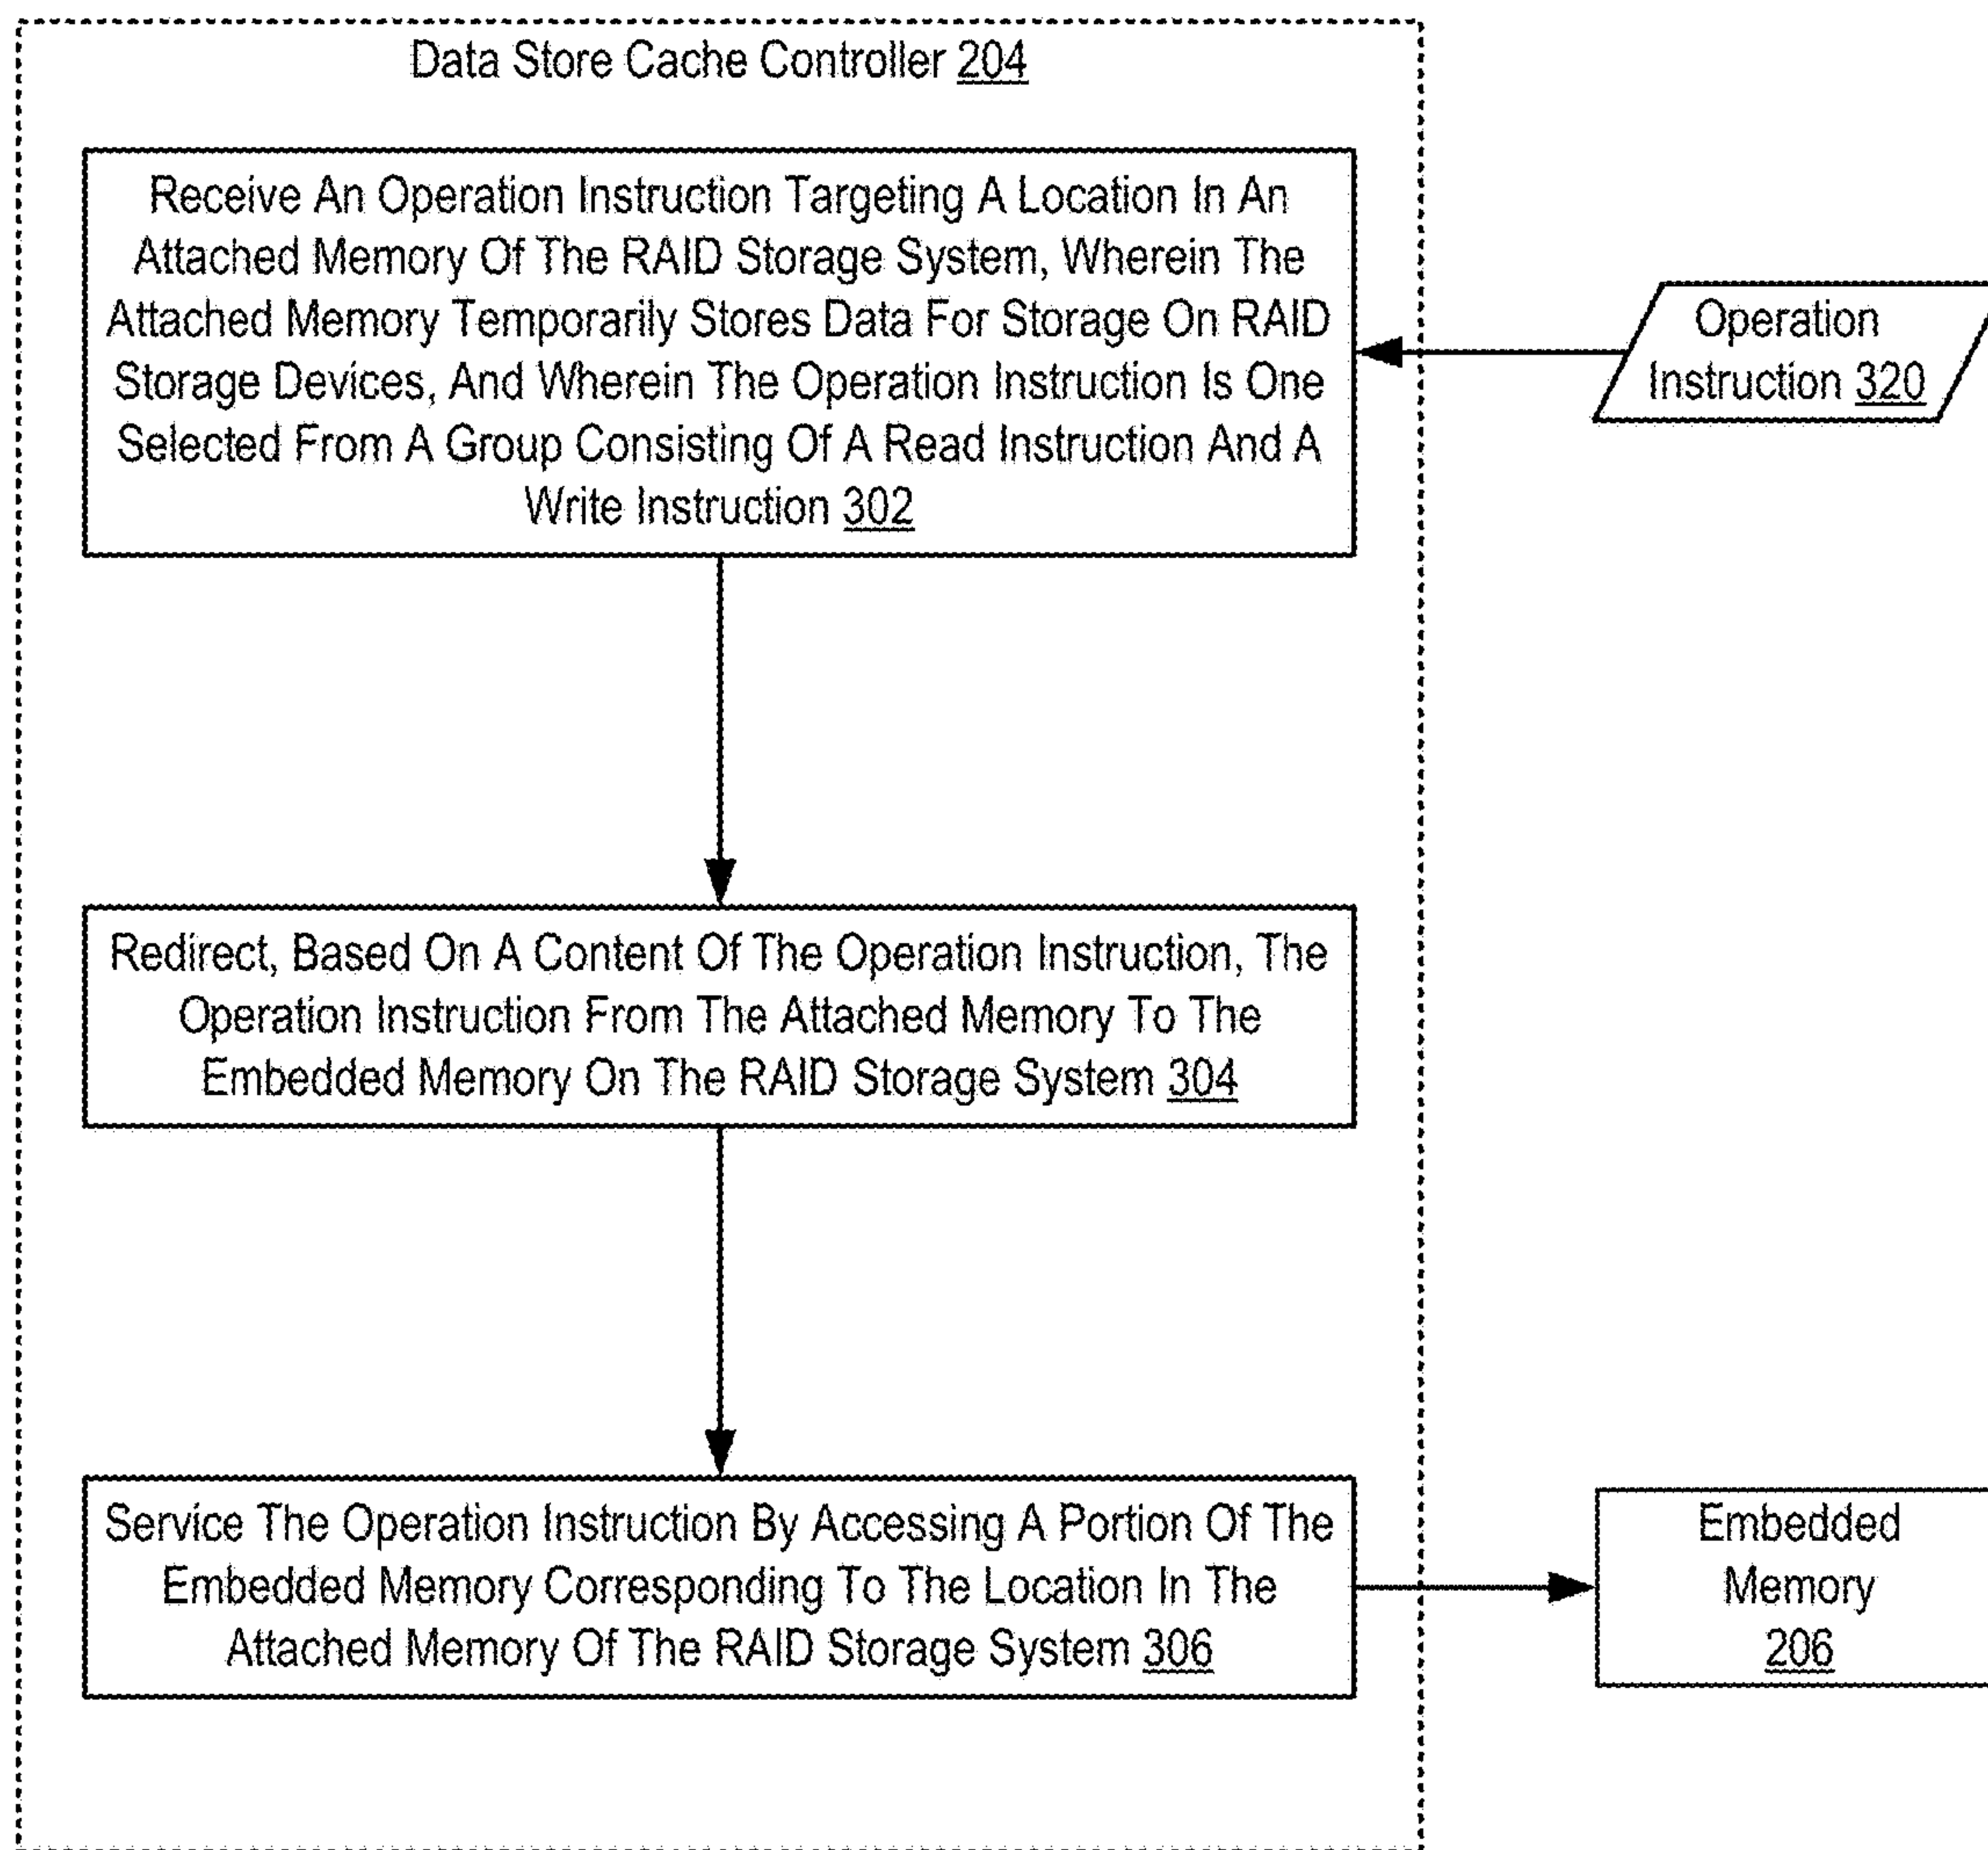 Data Store Cache Controller 204
Receive An Operation Instruction Targeting A Location In An
Attached Memory Of The RAID Storage System, Wherein The
Attached Memory Temporarily Stores Data For Storage On RAID
Storage Devices, And Wherein The Operation Instruction Is One
Selected From A Group Consisting Of A Read Instruction And A
Write Instruction 302
Operation
Instruction 320
Redirect, Based On A Content Of The Operation Instruction, The
Operation Instruction From The Attached Memory To The
Embedded Memory On The RAID Storage System 304
Service The Operation Instruction By Accessing A Portion Of The
Embedded Memory Corresponding To The Location In The
Attached Memory Of The RAID Storage System 306
Embedded
Memory
206